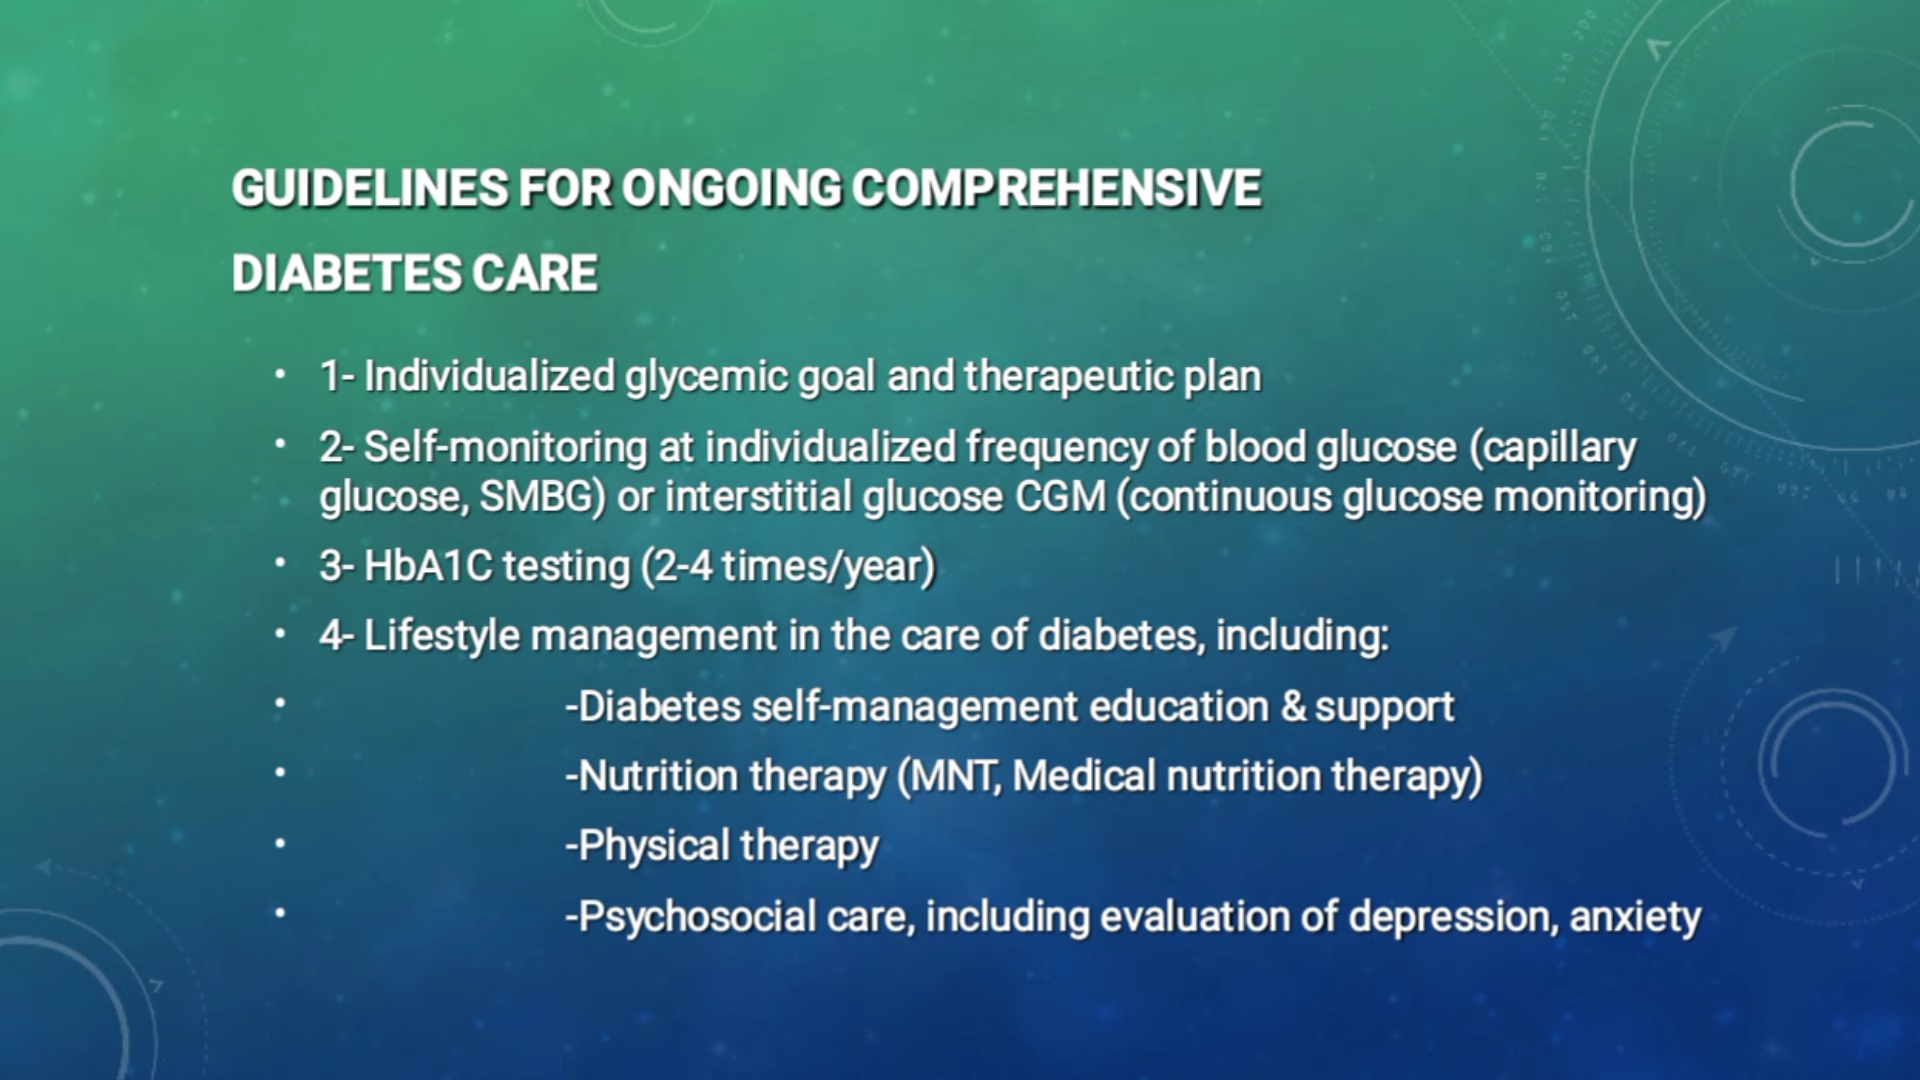 GUIDELINES FOR ONGOING COMPREHENSIVE
DIABETES CARE
• 1- Individualized glycemic goal and therapeutic plan
• 2- Self-monitoring at individualized frequency of blood glucose (capillary
glucose, SMBG) or interstitial glucose CGM (continuous glucose monitoring)
• 3- HbA1C testing (2-4 times/year)
• 4- Lifestyle management in the care of diabetes, including:
• -Diabetes self-management education & support
• -Nutrition therapy (MNT, Medical nutrition therapy)
• -Physical therapy
• -Psychosocial care, including evaluation of depression, anxiety